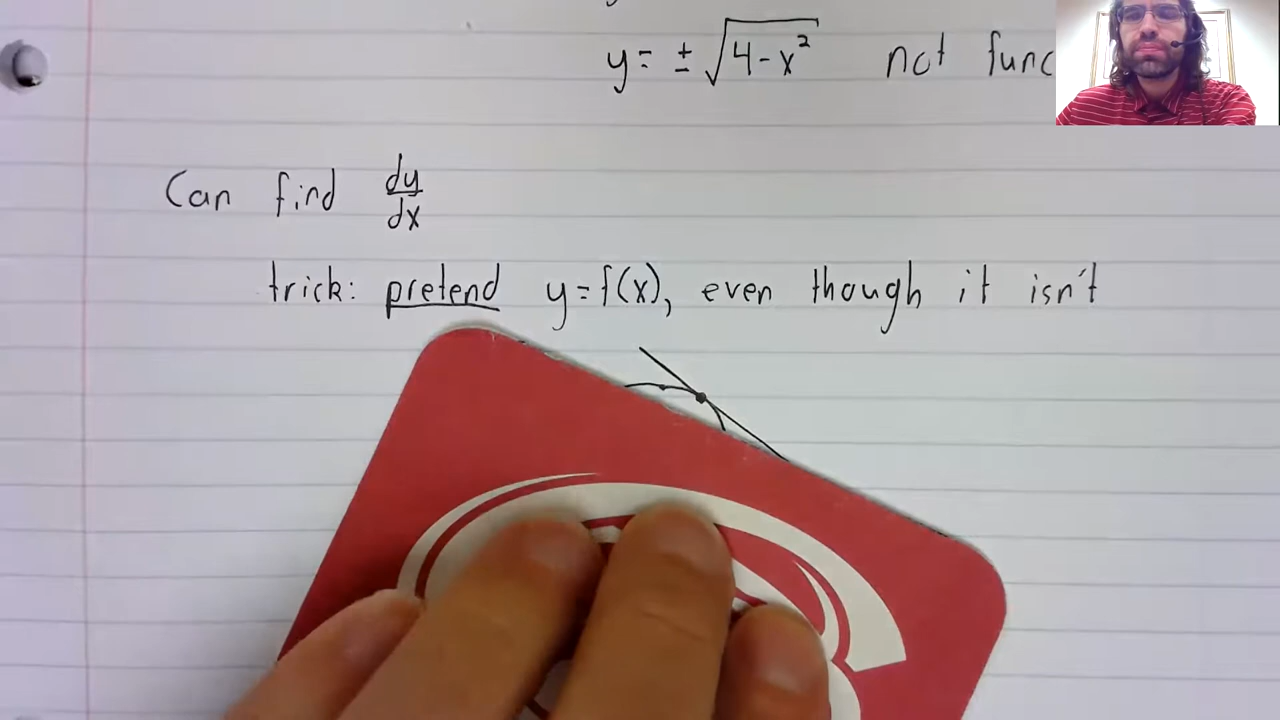 y = ± √4-x²   not func
Can find dy/dx
trick: pretend y=f(x), even though it isn't